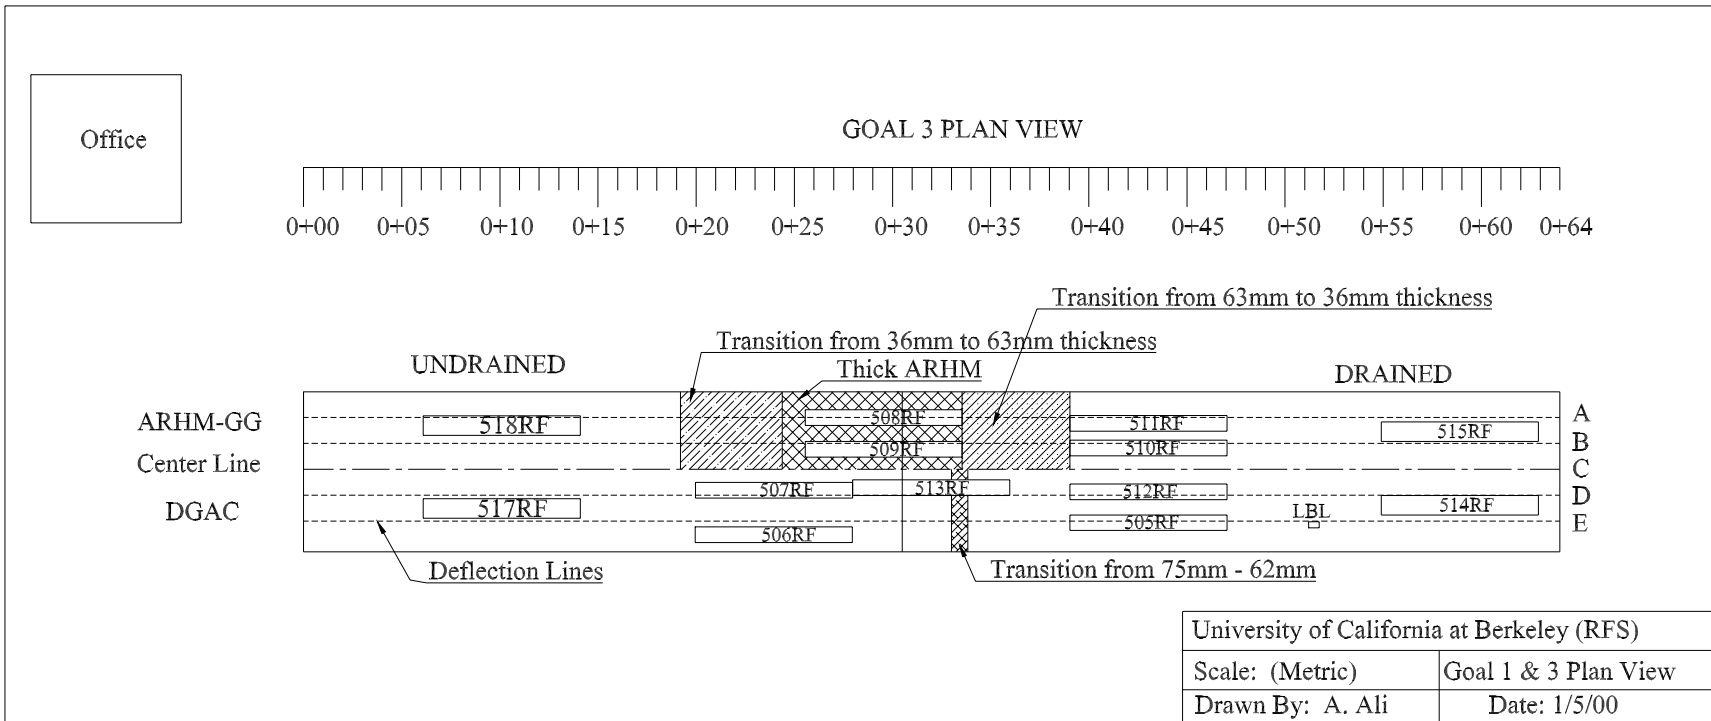 Office
GOAL 3 PLAN VIEW
0+00 0+05 0+10 0+15 0+20 0+25 0+30 0+35 0+40 0+45 0+50 0+55 0+60 0+64
Transition from 63mm to 36mm thickness
Transition from 36mm to 63mm thickness
UNDRAINED
Thick ARHM
DRAINED
ARHM-GG
518RF
508RF
511RF
515RF
A
509RF
510RF
B
Center Line
C
507RF
513RF
512RF
D
DGAC
517RF
514RF
506RF
505RF
LBL
E
Deflection Lines
Transition from 75mm - 62mm
University of California at Berkeley (RFS)
Scale: (Metric)
Goal 1 & 3 Plan View
Drawn By: A. Ali
Date: 1/5/00